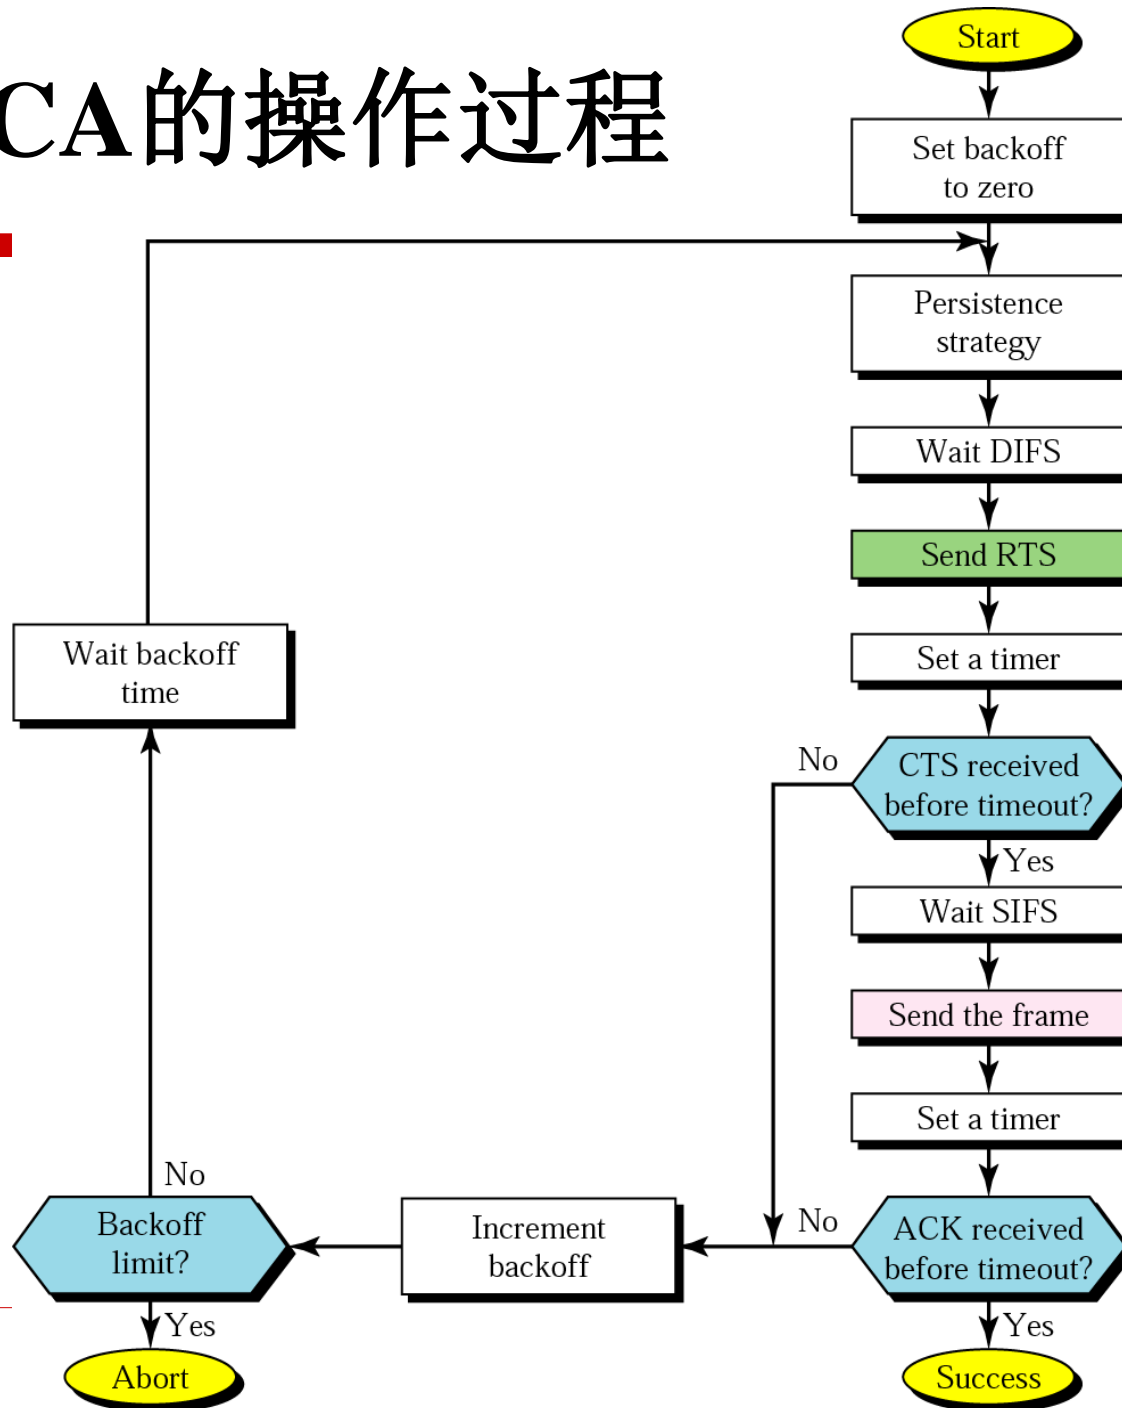 CA的操作过程
Start
Set backoff
to zero
Persistence
strategy
Wait DIFS
Send RTS
Set a timer
CTS received
before timeout?
No
Yes
Wait SIFS
Send the frame
Set a timer
ACK received
before timeout?
No
Yes
Success
Increment
backoff
Backoff
limit?
No
Yes
Abort
Wait backoff
time